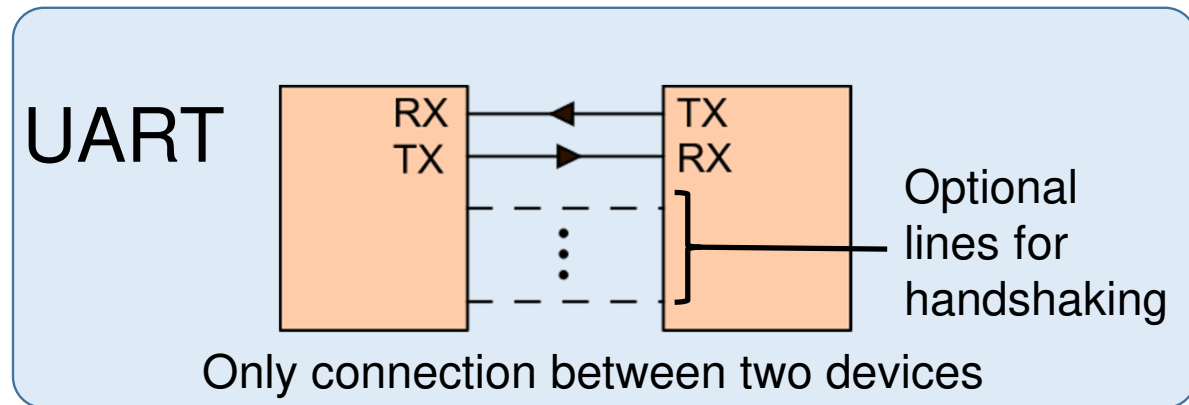 UART
RX
TX
TX
RX
Optional
lines for
handshaking
Only connection between two devices